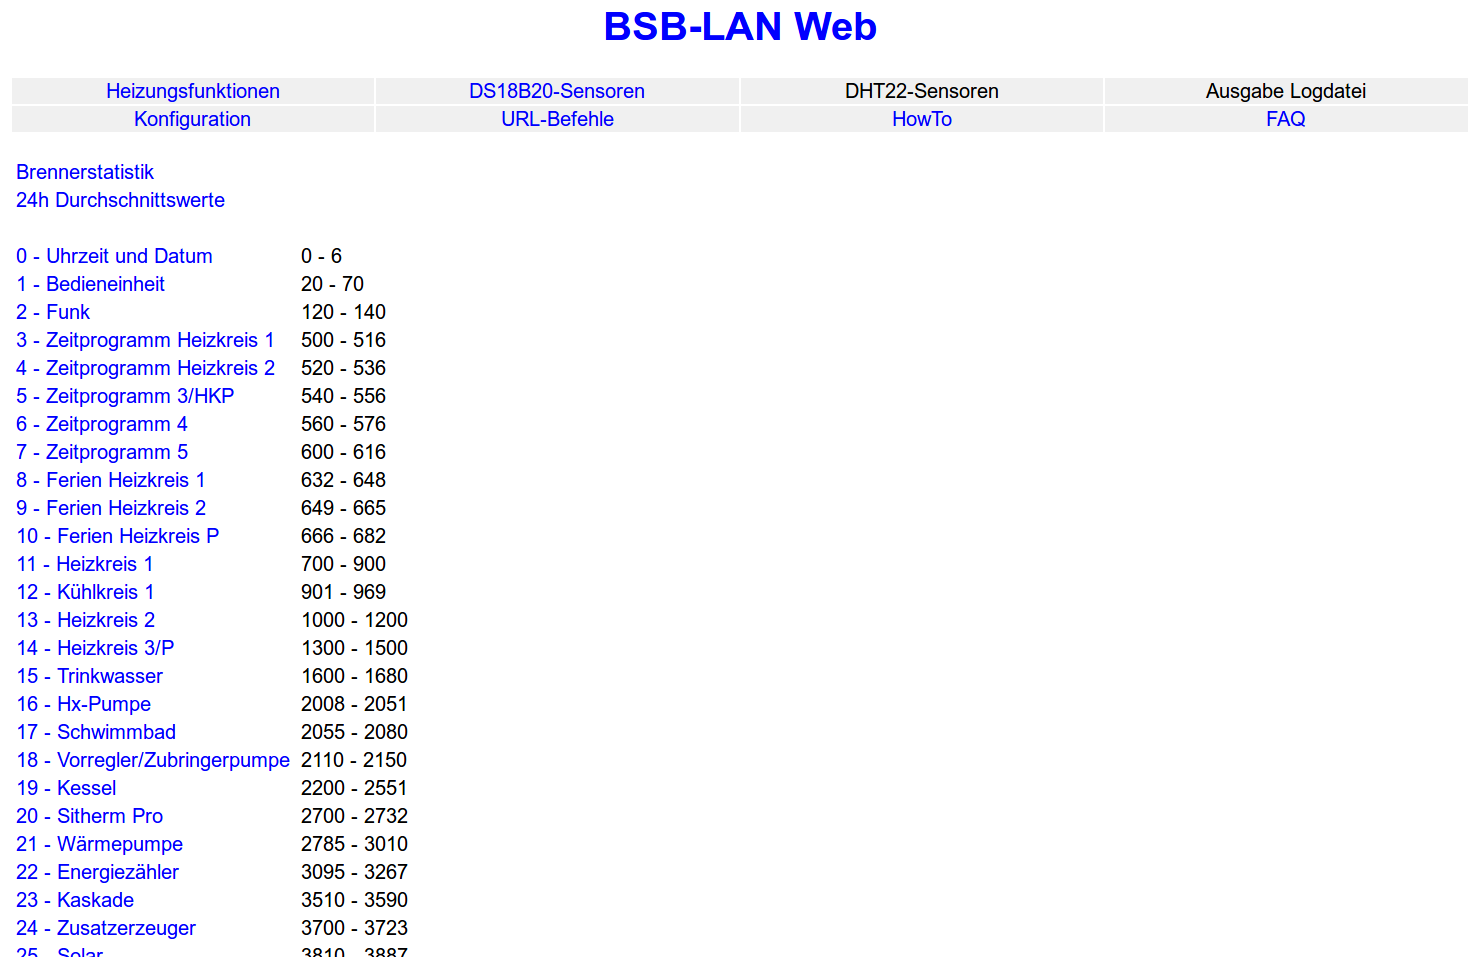 BSB-LAN Web
Heizungsfunktionen DS18B20-Sensoren DHT22-Sensoren Ausgabe Logdatei
Konfiguration URL-Befehle HowTo FAQ
Brennerstatistik
24h Durchschnittswerte
0 - Uhrzeit und Datum 0 - 6
1 - Bedieneinheit 20 - 70
2 - Funk 120 - 140
3 - Zeitprogramm Heizkreis 1 500 - 516
4 - Zeitprogramm Heizkreis 2 520 - 536
5 - Zeitprogramm 3/HKP 540 - 556
6 - Zeitprogramm 4 560 - 576
7 - Zeitprogramm 5 600 - 616
8 - Ferien Heizkreis 1 632 - 648
9 - Ferien Heizkreis 2 649 - 665
10 - Ferien Heizkreis P 666 - 682
11 - Heizkreis 1 700 - 900
12 - Kühlkreis 1 901 - 969
13 - Heizkreis 2 1000 - 1200
14 - Heizkreis 3/P 1300 - 1500
15 - Trinkwasser 1600 - 1680
16 - Hx-Pumpe 2008 - 2051
17 - Schwimmbad 2055 - 2080
18 - Vorregler/Zubringerpumpe 2110 - 2150
19 - Kessel 2200 - 2551
20 - Sitherm Pro 2700 - 2732
21 - Wärmepumpe 2785 - 3010
22 - Energiezähler 3095 - 3267
23 - Kaskade 3510 - 3590
24 - Zusatzerzeuger 3700 - 3723
25 - Solar 3810 - 3887